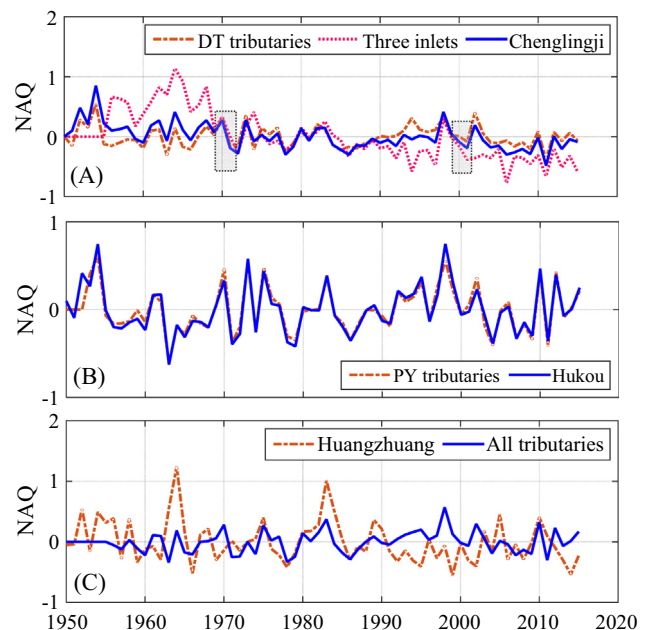 2
DT tributaries Three inlets Chenglingji
1
NAQ
0
(A)
-1
1
NAQ
0
(B)
PY tributaries Hukou
-1
2
Huangzhuang All tributaries
1
NAQ
0
(C)
-1
1950 1960 1970 1980 1990 2000 2010 2020